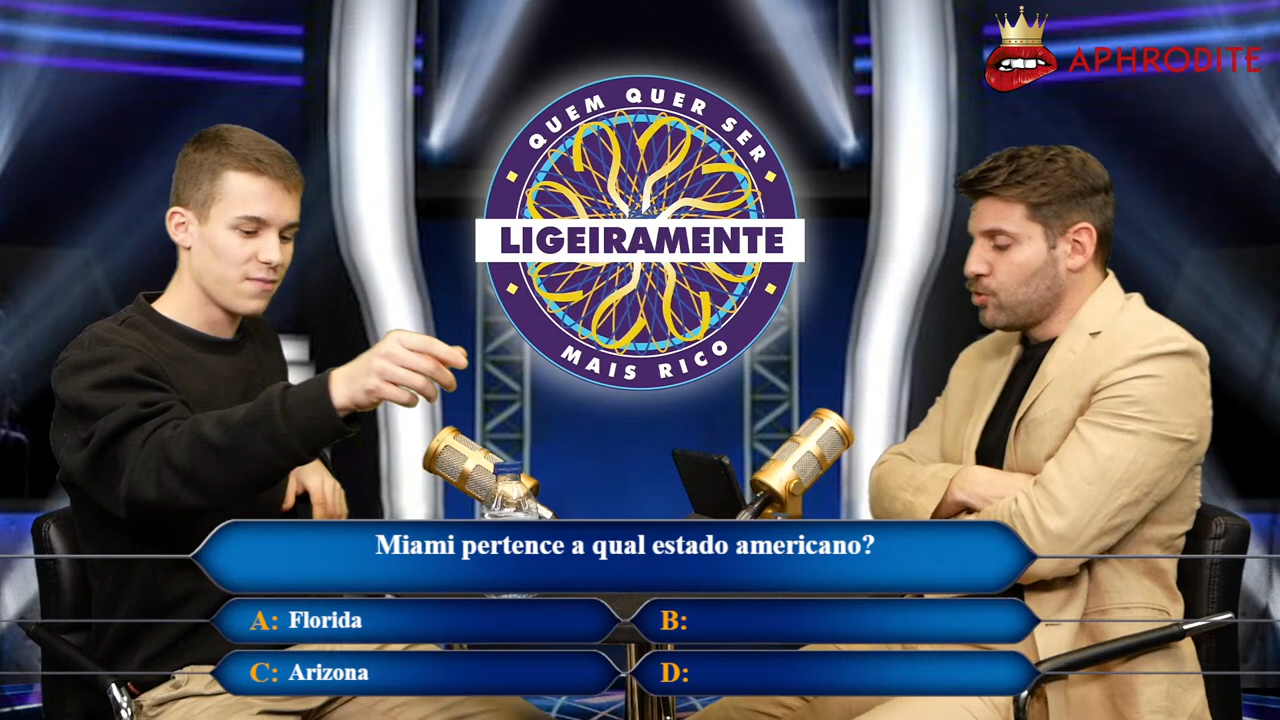 APHRODITE
QUEM QUER SER
LIGEIRAMENTE
MAIS RICO
Miami pertence a qual estado americano?
A: Florida
B:
C: Arizona
D: